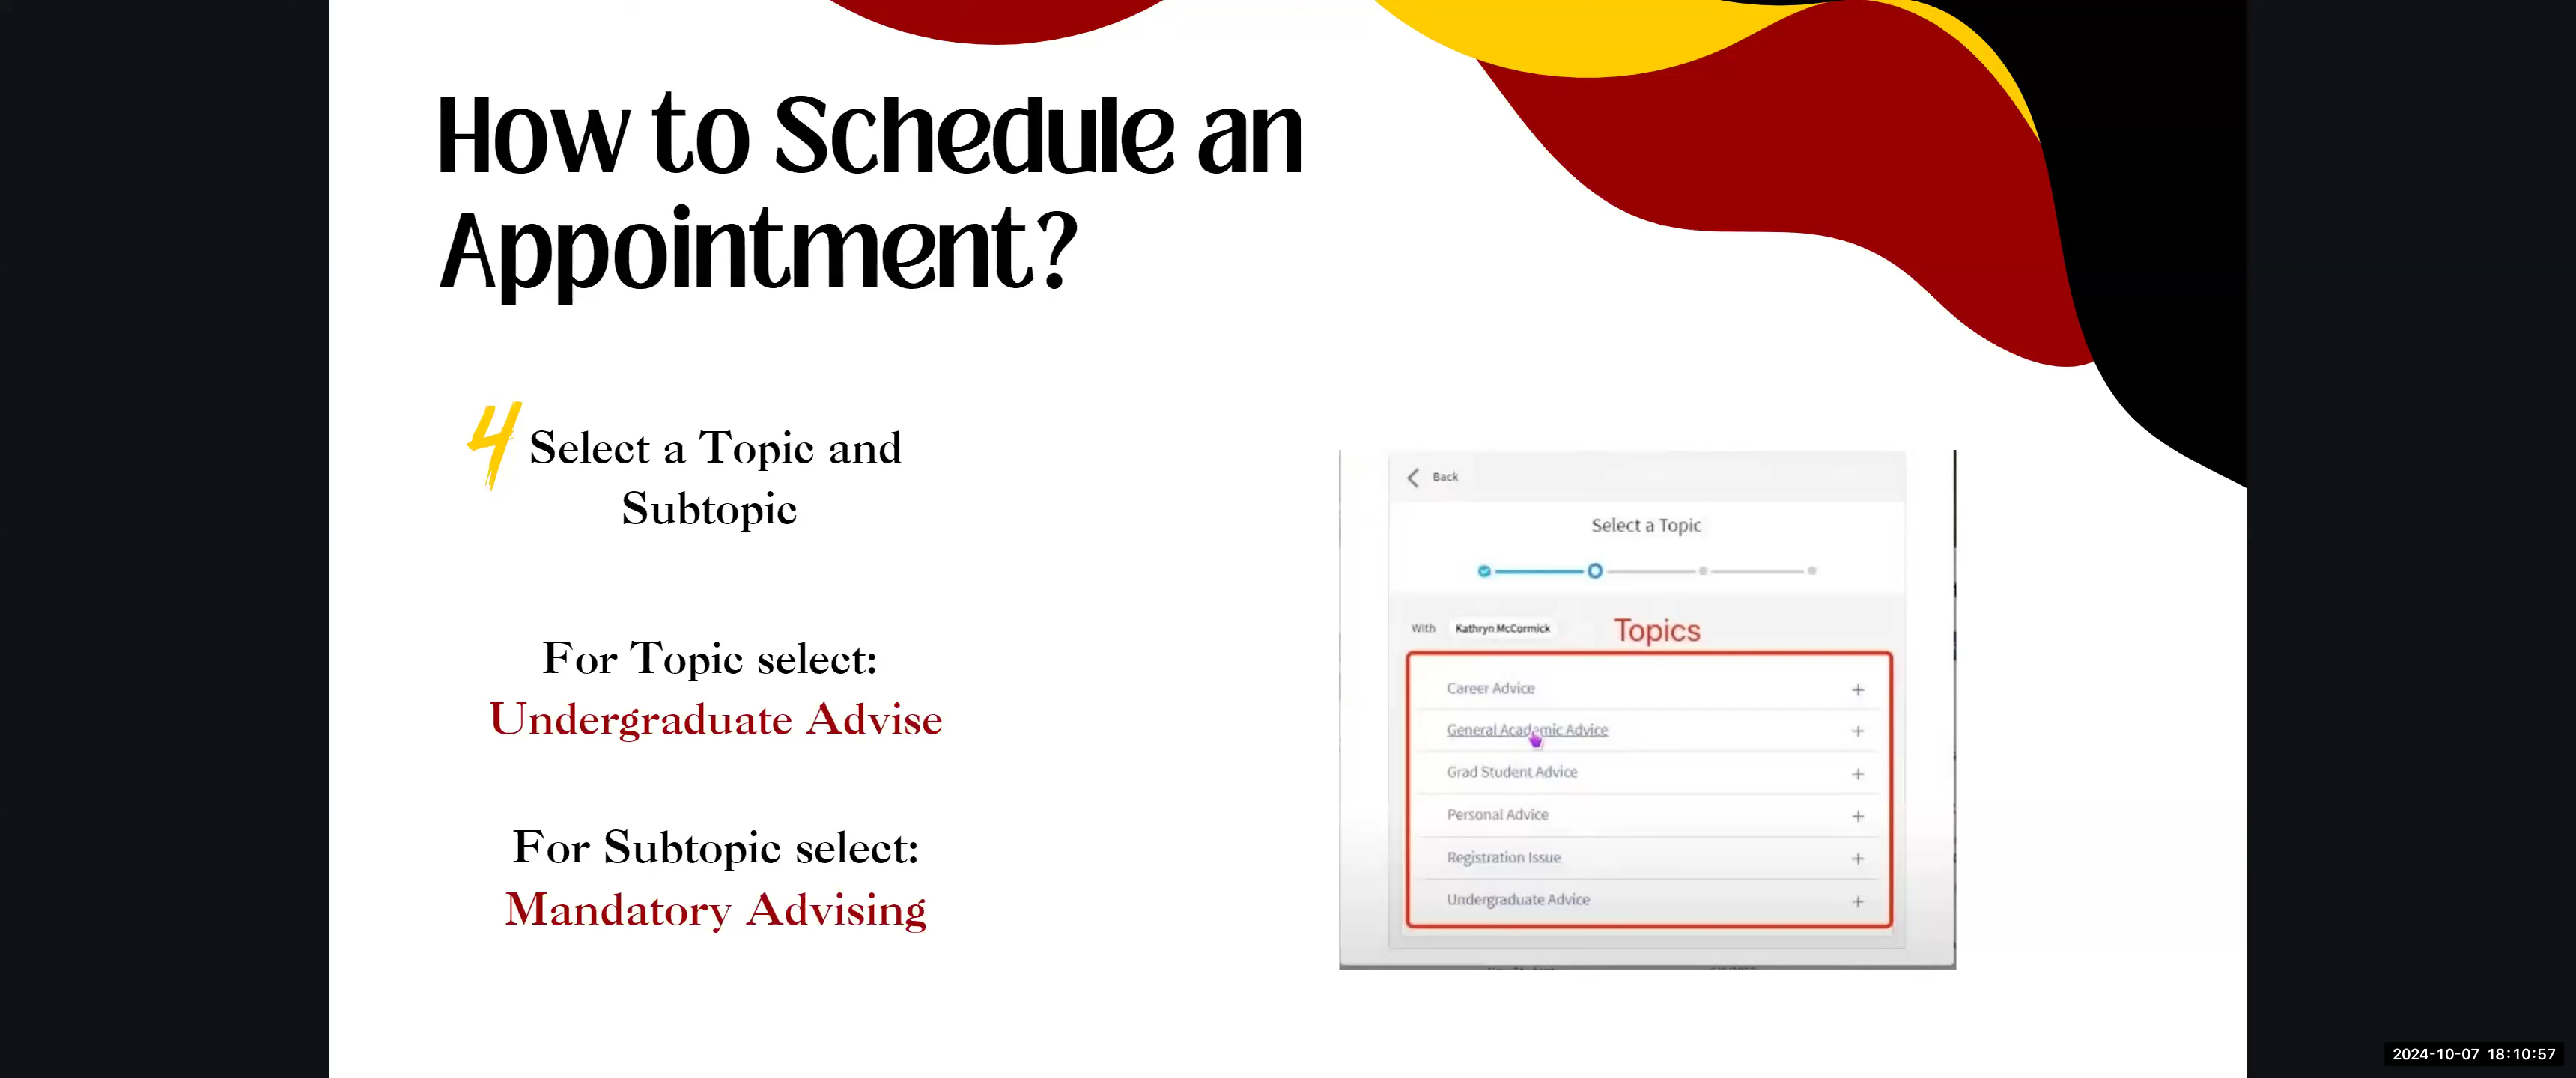 How to Schedule an
Appointment?
4 Select a Topic and
Subtopic
For Topic select:
Undergraduate Advise
For Subtopic select:
Mandatory Advising
Back
Select a Topic
With Kathryn McCormick Topics
Career Advice +
General Academic Advice +
Grad Student Advice +
Personal Advice +
Registration Issue +
Undergraduate Advice +
2024-10-07 18:10:57